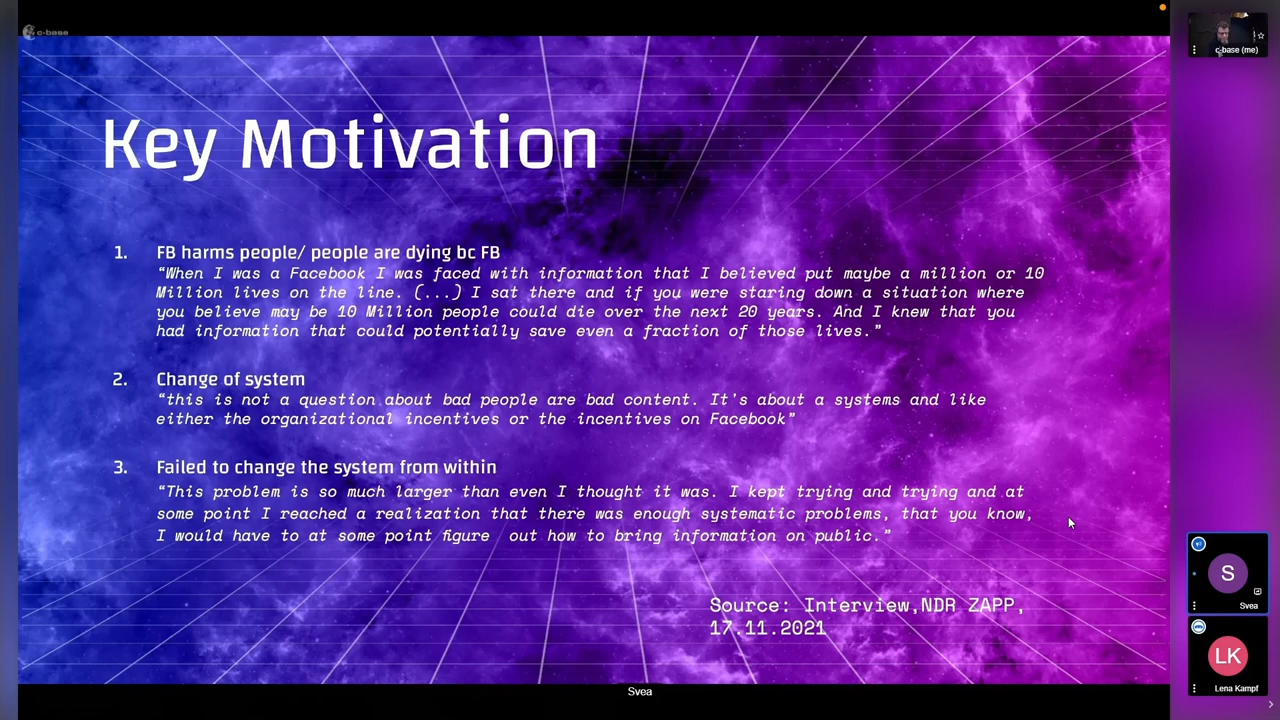 c-base
c-base (me)
Key Motivation
1. FB harms people/ people are dying bc FB
“When I was a Facebook I was faced with information that I believed put maybe a million or 10
Million lives on the line. (...) I sat there and if you were staring down a situation where
you believe may be 10 Million people could die over the next 20 years. And I knew that you
had information that could potentially save even a fraction of those lives.”
2. Change of system
“this is not a question about bad people are bad content. It's about a systems and like
either the organizational incentives or the incentives on Facebook”
3. Failed to change the system from within
“This problem is so much larger than even I thought it was. I kept trying and trying and at
some point I reached a realization that there was enough systematic problems, that you know,
I would have to at some point figure out how to bring information on public.”
Source: Interview,NDR ZAPP,
17.11.2021
S
Svea
LK
Lena Kampf
Svea